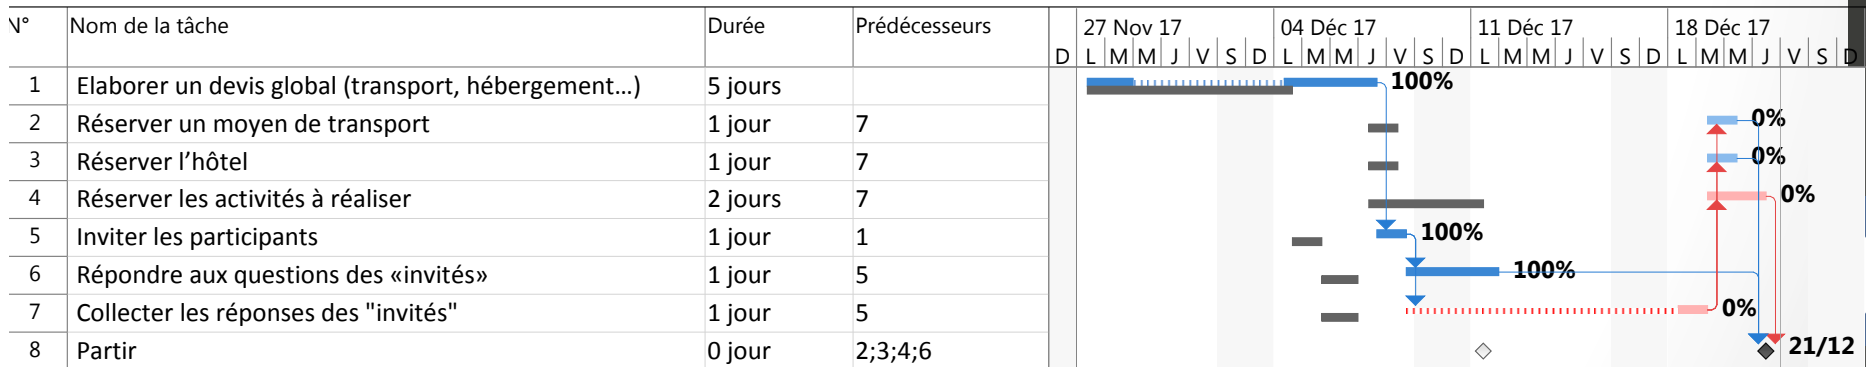 N° Nom de la tâche Durée Prédécesseurs 27 Nov 17 04 Déc 17 11 Déc 17 18 Déc 17
D L M M J V S D L M M J V S D L M M J V S D L M M J V S D
1 Elaborer un devis global (transport, hébergement...) 5 jours 100%
2 Réserver un moyen de transport 1 jour 7 0%
3 Réserver l’hôtel 1 jour 7 0%
4 Réserver les activités à réaliser 2 jours 7 0%
5 Inviter les participants 1 jour 1 100%
6 Répondre aux questions des «invités» 1 jour 5 100%
7 Collecter les réponses des "invités" 1 jour 5 0%
8 Partir 0 jour 2;3;4;6 21/12